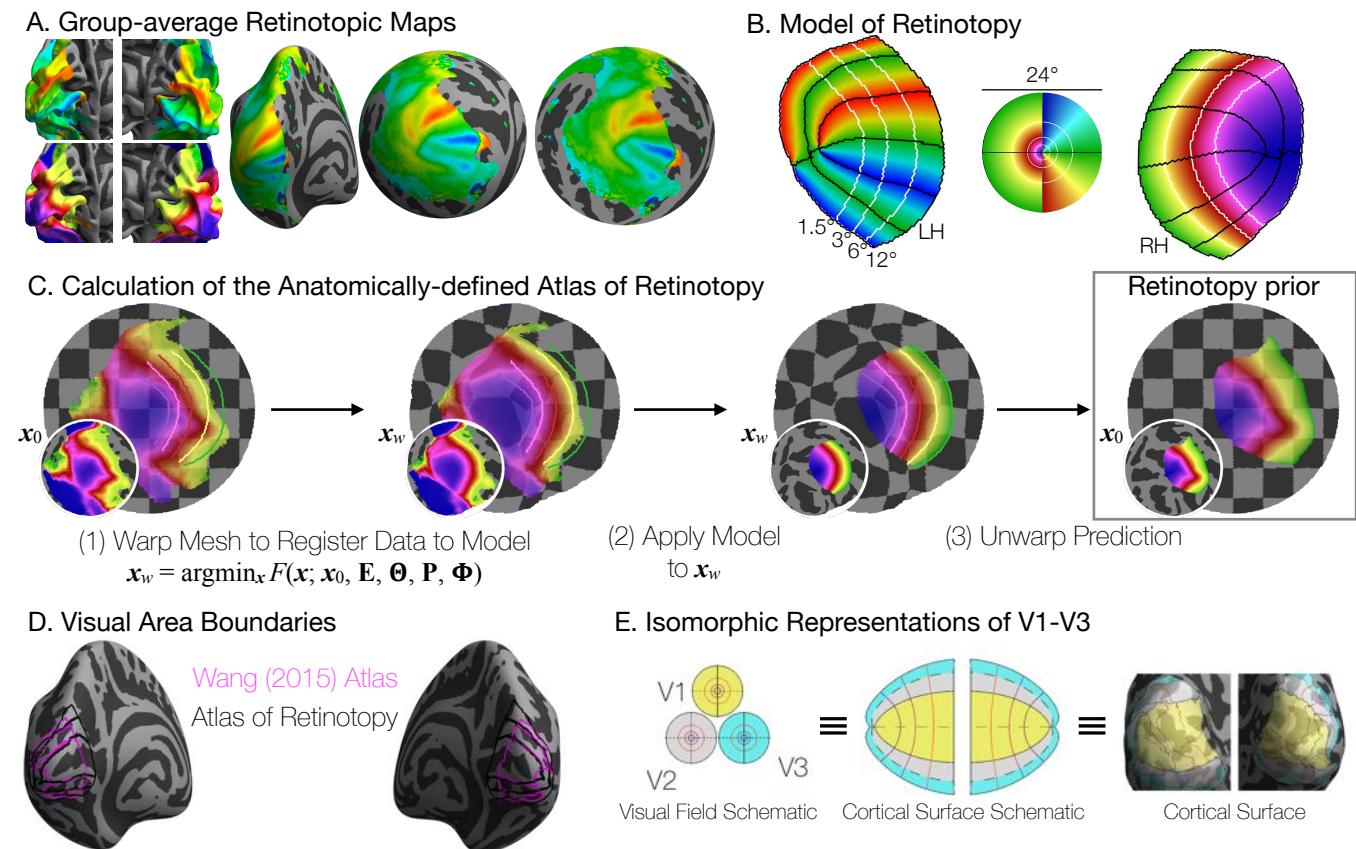 A. Group-average Retinotopic Maps
B. Model of Retinotopy
24°
1.5°
3°
6°
12°
LH
RH
C. Calculation of the Anatomically-defined Atlas of Retinotopy
Retinotopy prior
x0
xw
xw
x0
(1) Warp Mesh to Register Data to Model
xw = argminx F(x; x0, E, Θ, P, Φ)
(2) Apply Model
to xw
(3) Unwarp Prediction
D. Visual Area Boundaries
Wang (2015) Atlas
Atlas of Retinotopy
E. Isomorphic Representations of V1-V3
V1
≡
≡
V2
V3
Visual Field Schematic
Cortical Surface Schematic
Cortical Surface